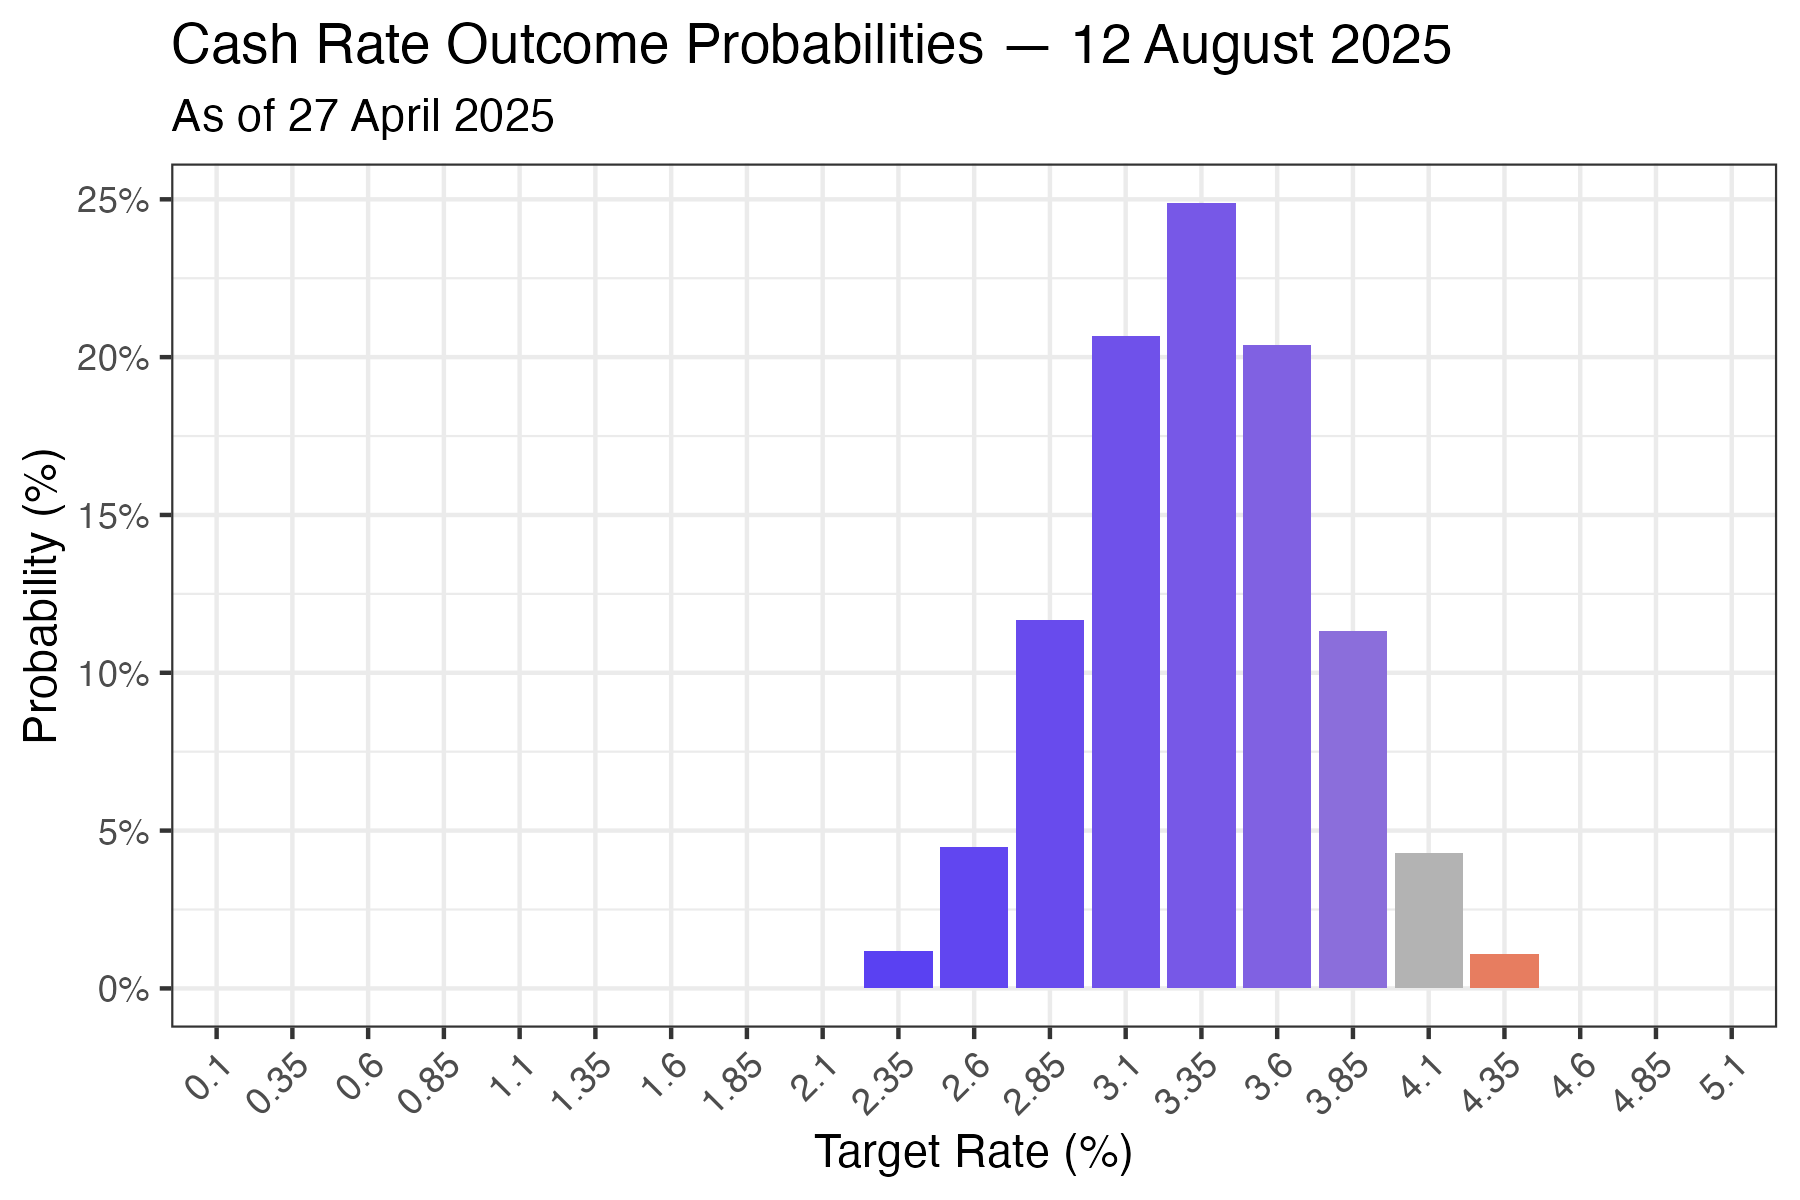 Cash Rate Outcome Probabilities — 12 August 2025
As of 27 April 2025
Probability (%)
25%
20%
15%
10%
5%
0%
0.1 0.35 0.6 0.85 1.1 1.35 1.6 1.85 2.1 2.35 2.6 2.85 3.1 3.35 3.6 3.85 4.1 4.35 4.6 4.85 5.1
Target Rate (%)